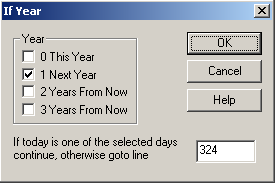 If Year
Year
0 This Year
1 Next Year
2 Years From Now
3 Years From Now
OK
Cancel
Help
If today is one of the selected days
continue, otherwise goto line
324